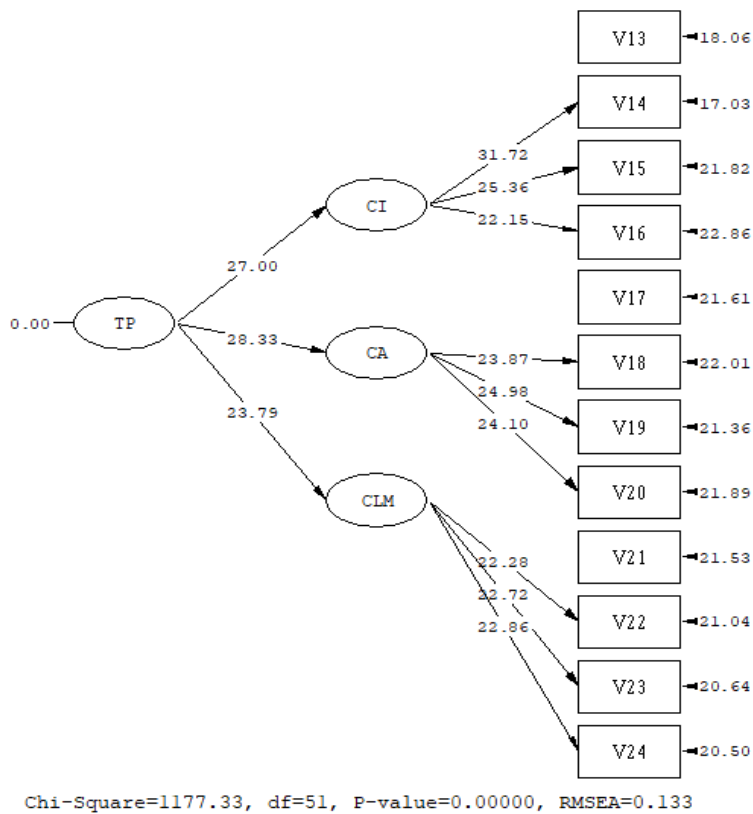 V13 18.06
V14 17.03
31.72
V15 21.82
25.36
CI
22.15
V16 22.86
27.00
V17 21.61
0.00 TP
28.33
CA
23.87
V18 22.01
24.98
23.79
24.10
V19 21.36
V20 21.89
CLM
V21 21.53
22.28
22.72
V22 21.04
22.86
V23 20.64
V24 20.50
Chi-Square=1177.33, df=51, P-value=0.00000, RMSEA=0.133